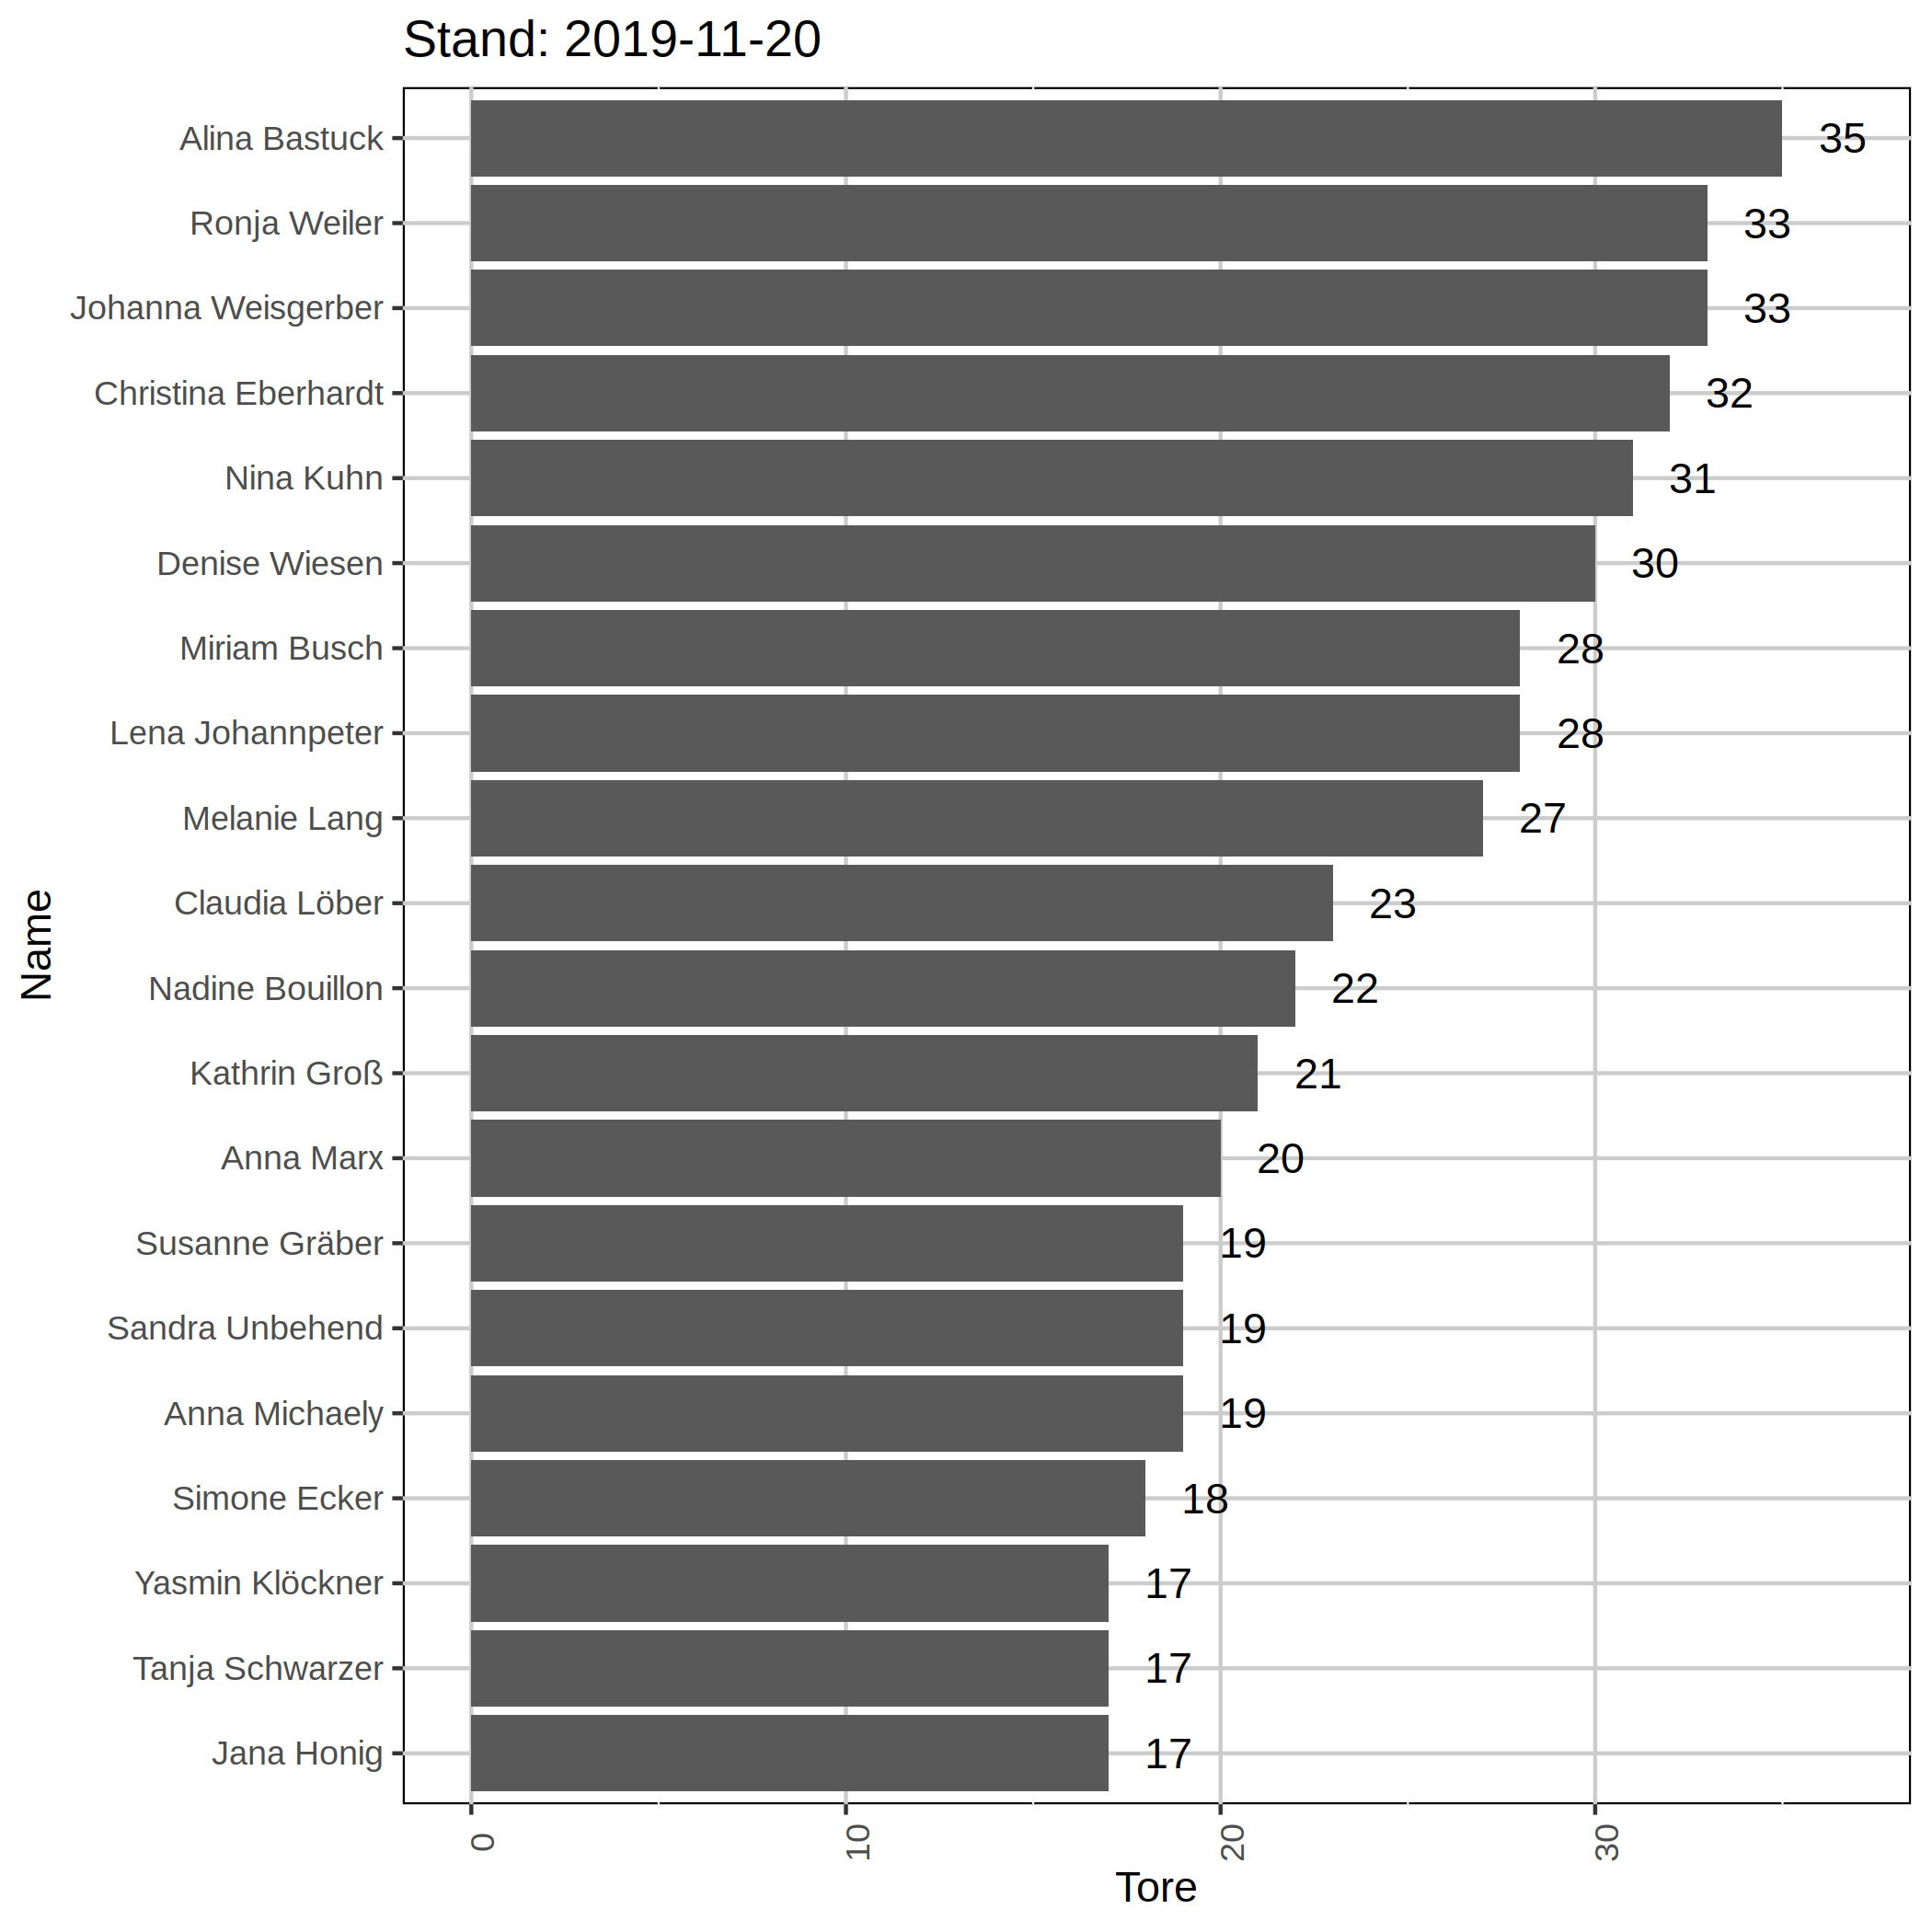 Stand: 2019-11-20
Name
Alina Bastuck 35
Ronja Weiler 33
Johanna Weisgerber 33
Christina Eberhardt 32
Nina Kuhn 31
Denise Wiesen 30
Miriam Busch 28
Lena Johannpeter 28
Melanie Lang 27
Claudia Löber 23
Nadine Bouillon 22
Kathrin Groß 21
Anna Marx 20
Susanne Gräber 19
Sandra Unbehend 19
Anna Michaely 19
Simone Ecker 18
Yasmin Klöckner 17
Tanja Schwarzer 17
Jana Honig 17
0 10 20 30
Tore